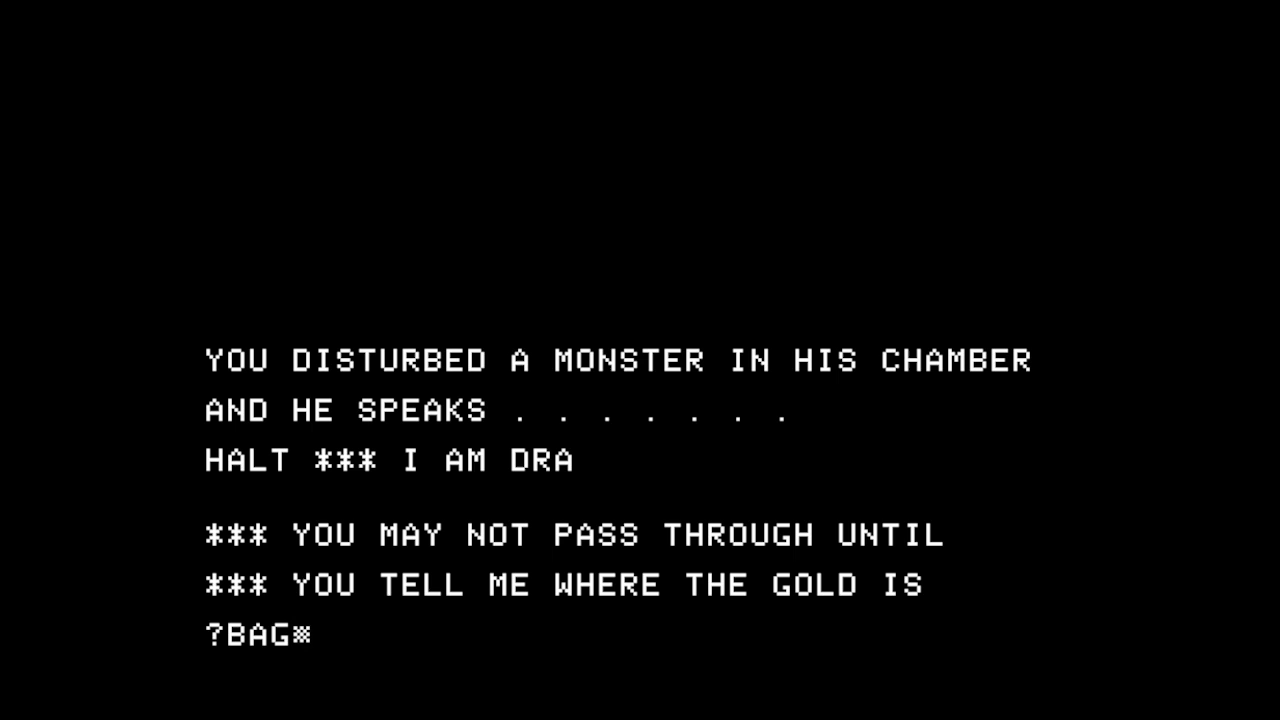 YOU DISTURBED A MONSTER IN HIS CHAMBER
AND HE SPEAKS . . . . . . .
HALT *** I AM DRA
*** YOU MAY NOT PASS THROUGH UNTIL
*** YOU TELL ME WHERE THE GOLD IS
?BAG